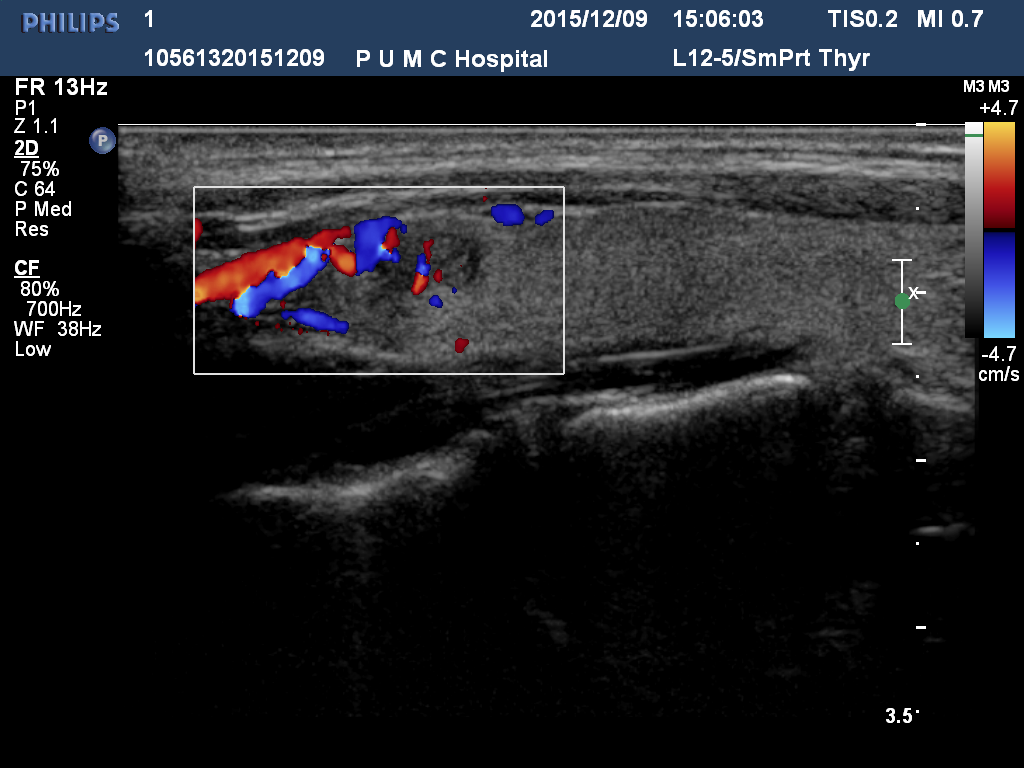 PHILIPS 1 2015/12/09 15:06:03 TIS0.2 MI 0.7
10561320151209 P U M C Hospital L12-5/SmPrt Thyr
FR 13Hz
P1
Z 1.1
2D
75%
C 64
P Med
Res
CF
80%
700Hz
WF 38Hz
Low
P
M3 M3
+4.7
X
-4.7
cm/s
3.5